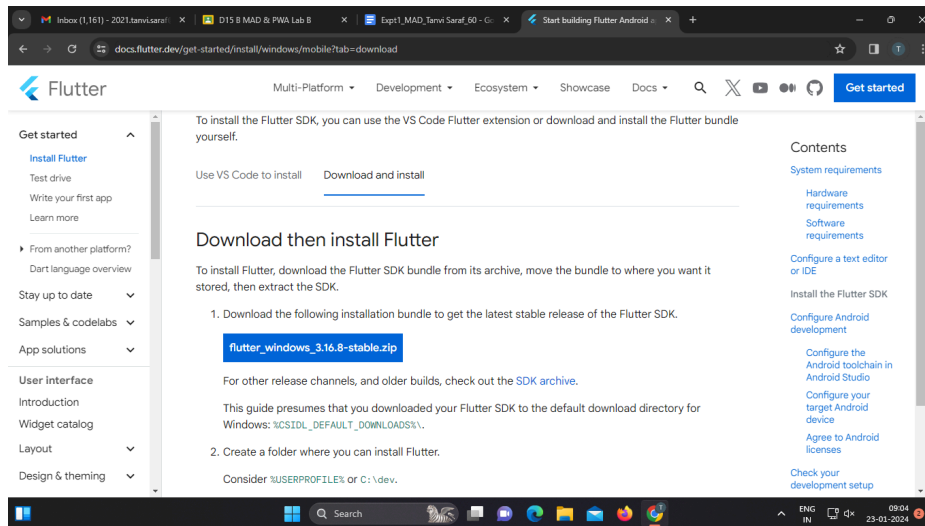 Inbox (1,161) - 2021.tanvi.saraf
D15 B MAD & PWA Lab B
Expt1_MAD_Tanvi Saraf_60 - Go
Start building Flutter Android a
docs.flutter.dev/get-started/install/windows/mobile?tab=download
T
Flutter
Multi-Platform
Development
Ecosystem
Showcase
Docs
Get started
Get started
Install Flutter
Test drive
Write your first app
Learn more
From another platform?
Dart language overview
Stay up to date
Samples & codelabs
App solutions
User interface
Introduction
Widget catalog
Layout
Design & theming
To install the Flutter SDK, you can use the VS Code Flutter extension or download and install the Flutter bundle
yourself.
Use VS Code to install
Download and install
Download then install Flutter
To install Flutter, download the Flutter SDK bundle from its archive, move the bundle to where you want it
stored, then extract the SDK.
1. Download the following installation bundle to get the latest stable release of the Flutter SDK.
flutter_windows_3.16.8-stable.zip
For other release channels, and older builds, check out the SDK archive.
This guide presumes that you downloaded your Flutter SDK to the default download directory for
Windows: %CSIDL_DEFAULT_DOWNLOADS%\.
2. Create a folder where you can install Flutter.
Consider %USERPROFILE% or C:\dev.
Contents
System requirements
Hardware
requirements
Software
requirements
Configure a text editor
or IDE
Install the Flutter SDK
Configure Android
development
Configure the
Android toolchain in
Android Studio
Configure your
target Android
device
Agree to Android
licenses
Check your
development setup
Search
ENG
IN
09:04
23-01-2024
2